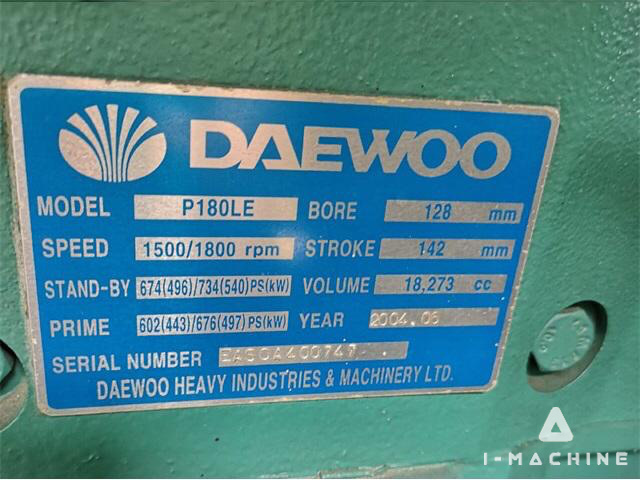 DAEWOO
MODEL P180LE BORE 128 mm
SPEED 1500/1800 rpm STROKE 142 mm
STAND-BY 674(496)/734(540)PS(kW) VOLUME 18,273 cc
PRIME 602(443)/676(497)PS(kW) YEAR 2004.06
SERIAL NUMBER EASOA400747
DAEWOO HEAVY INDUSTRIES & MACHINERY LTD.
I-MACHINE